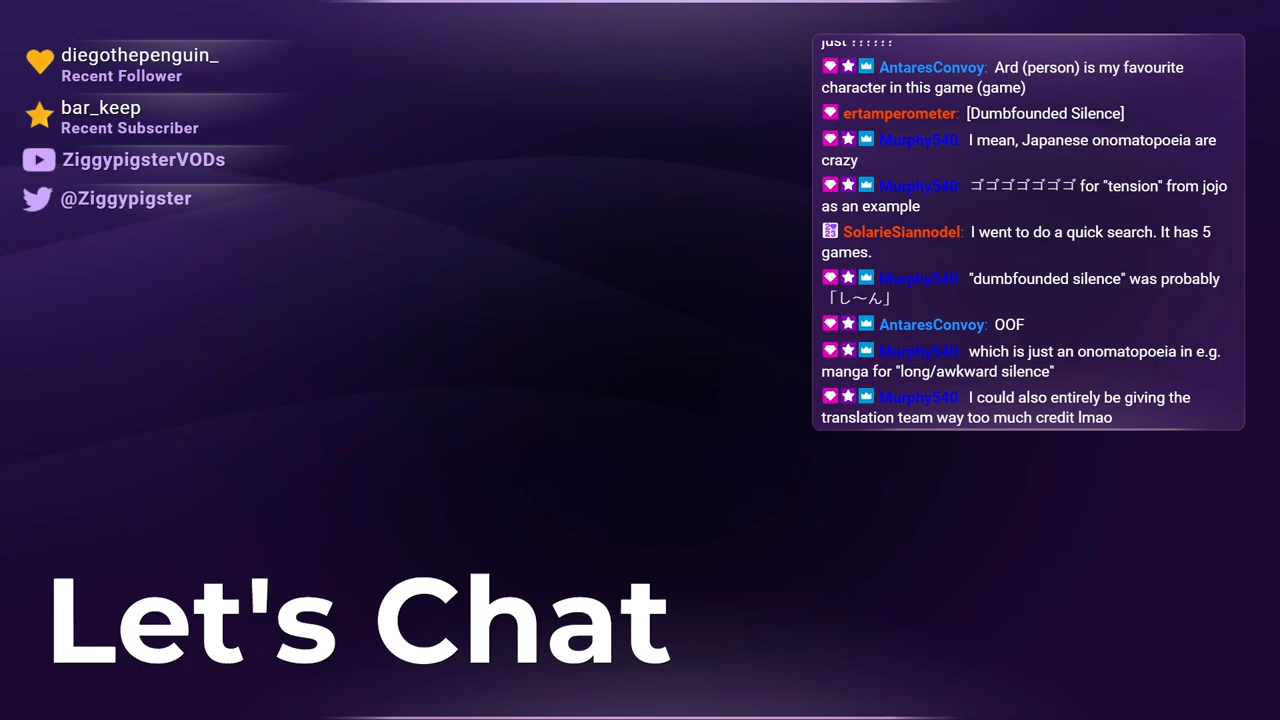 diegothepenguin_
Recent Follower
bar_keep
Recent Subscriber
ZiggypigsterVODs
@Ziggypigster
just ??????
AntaresConvoy: Ard (person) is my favourite
character in this game (game)
ertamperometer: [Dumbfounded Silence]
Murphy540: I mean, Japanese onomatopoeia are
crazy
Murphy540: ゴゴゴゴゴゴゴ for "tension" from jojo
as an example
SolarieSiannodel: I went to do a quick search. It has 5
games.
Murphy540: "dumbfounded silence" was probably
「し～ん」
AntaresConvoy: OOF
Murphy540: which is just an onomatopoeia in e.g.
manga for "long/awkward silence"
Murphy540: I could also entirely be giving the
translation team way too much credit lmao
Let's Chat